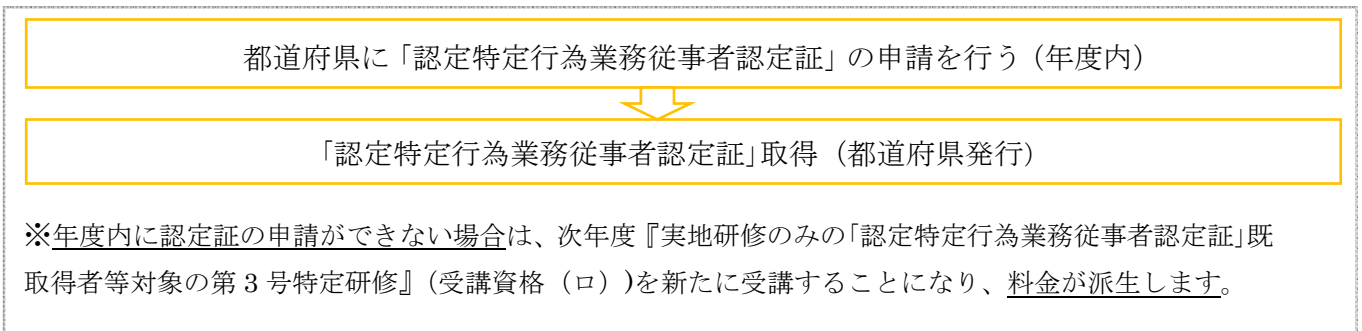 都道府県に「認定特定行為業務従事者認定証」の申請を行う（年度内）
「認定特定行為業務従事者認定証」取得（都道府県発行）
※年度内に認定証の申請ができない場合は、次年度『実地研修のみの「認定特定行為業務従事者認定証」既
取得者等対象の第 3 号特定研修』（受講資格（ロ）)を新たに受講することになり、料金が派生します。